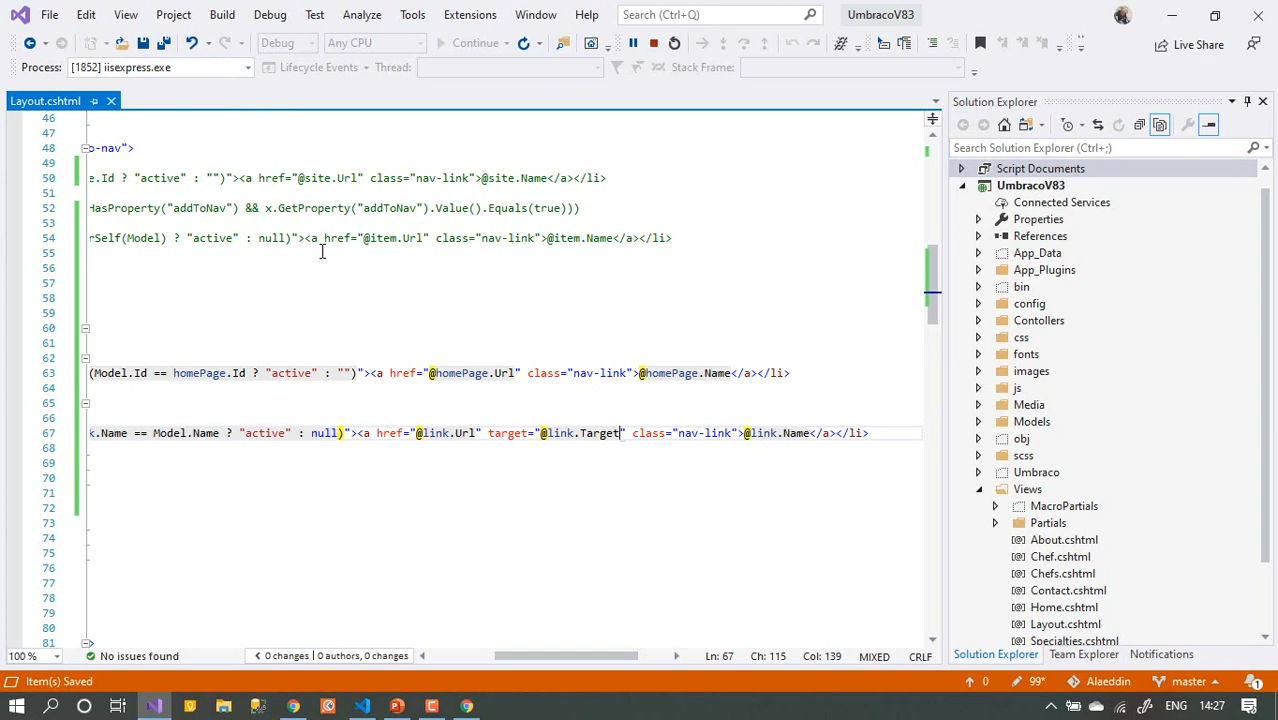 File Edit View Project Build Debug Test Analyze Tools Extensions Window Help Search (Ctrl+Q) UmbracoV83
Debug Any CPU Continue Live Share
Process: [1852] iisexpress.exe Lifecycle Events Thread: Stack Frame:
Layout.cshtml
46
47
48 o-nav">
49
50 e.Id ? "active" : "")"><a href="@site.Url" class="nav-link">@site.Name</a></li>
51
52 HasProperty("addToNav") && x.GetProperty("addToNav").Value().Equals(true)))
53
54 rSelf(Model) ? "active" : null)"><a href="@item.Url" class="nav-link">@item.Name</a></li>
55
56
57
58
59
60
61
62
63 (Model.Id == homePage.Id ? "active" : "")"><a href="@homePage.Url" class="nav-link">@homePage.Name</a></li>
64
65
66
67 k.Name == Model.Name ? "active" : null)"><a href="@link.Url" target="@link.Target" class="nav-link">@link.Name</a></li>
68
69
70
71
72
73
74
75
76
77
78
79
80
81 >
100 % No issues found 0 changes | 0 authors, 0 changes Ln: 67 Ch: 115 Col: 139 MIXED CRLF
Solution Explorer
Search Solution Explorer (Ctrl+;)
Script Documents
UmbracoV83
Connected Services
Properties
References
App_Data
App_Plugins
bin
config
Contollers
css
fonts
images
js
Media
Models
obj
scss
Umbraco
Views
MacroPartials
Partials
About.cshtml
Chef.cshtml
Chefs.cshtml
Contact.cshtml
Home.cshtml
Layout.cshtml
Specialties.cshtml
Solution Explorer Team Explorer Notifications
Item(s) Saved 0 99* Alaeddin master 1
ENG 14:27